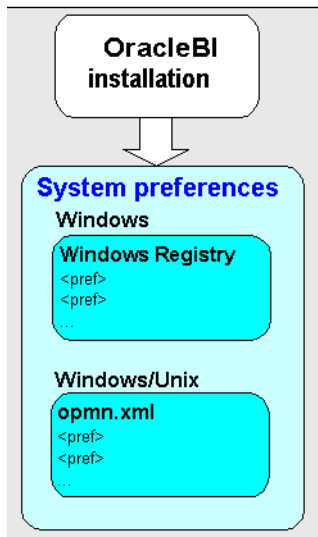 OracleBI
installation
System preferences
Windows
Windows Registry
<pref>
<pref>
...
Windows/Unix
opmn.xml
<pref>
<pref>
...